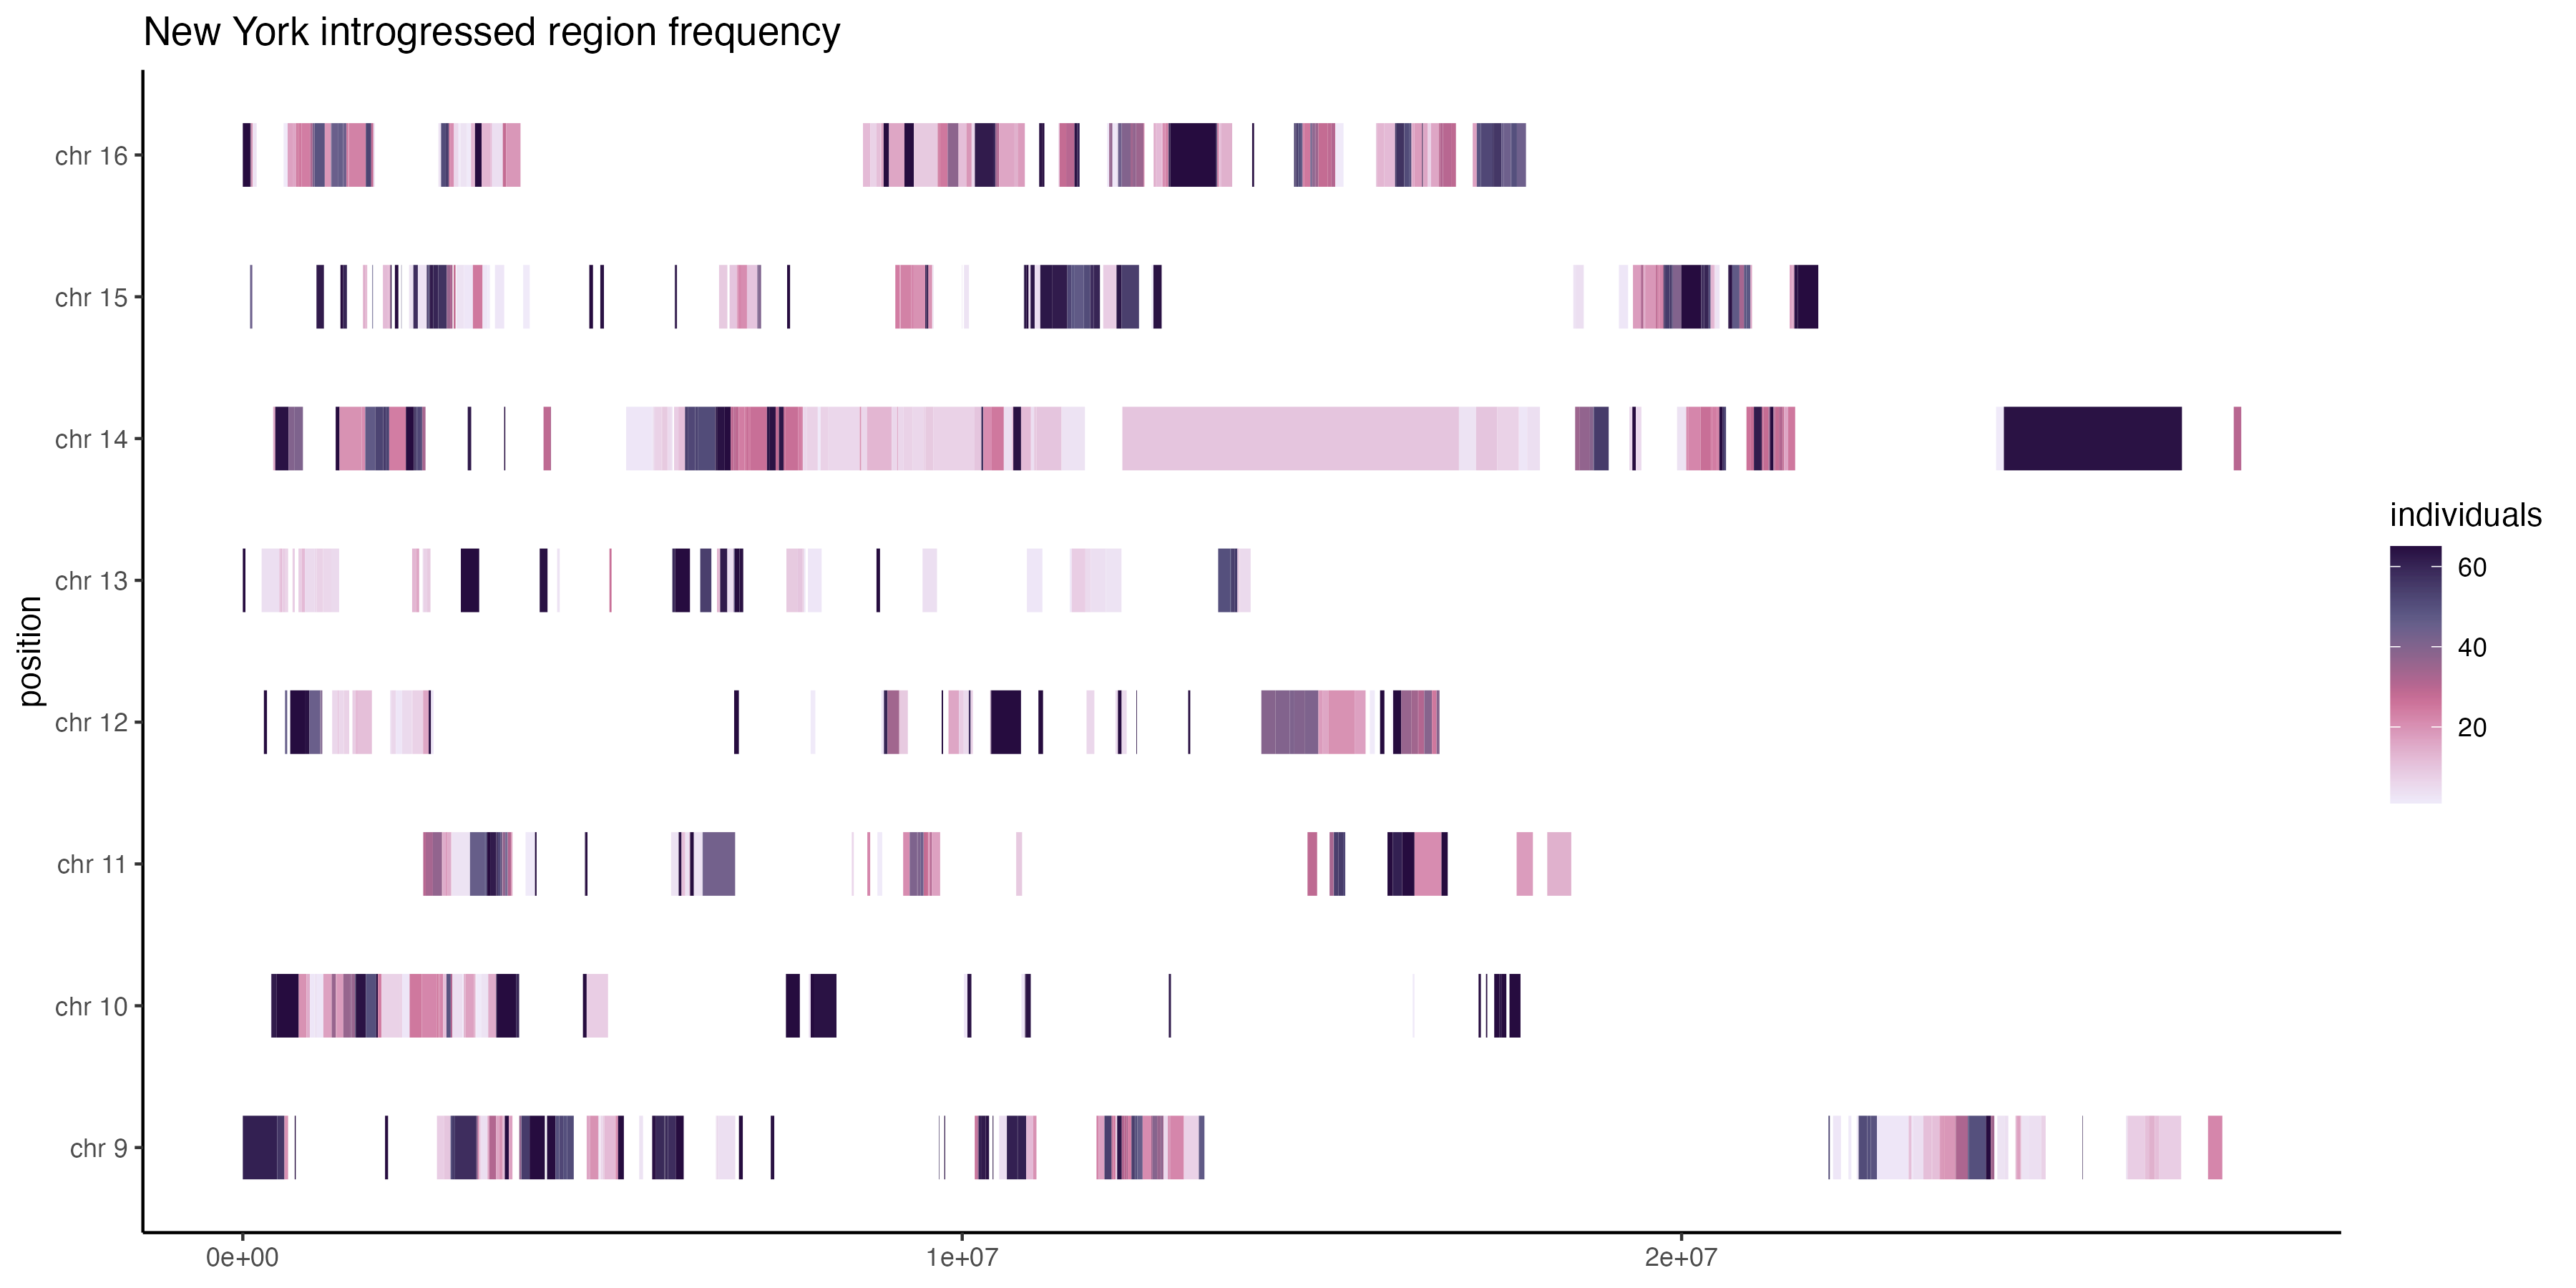 New York introgressed region frequency
position
chr 16
chr 15
chr 14
chr 13
chr 12
chr 11
chr 10
chr 9
0e+00
1e+07
2e+07
individuals
60
40
20